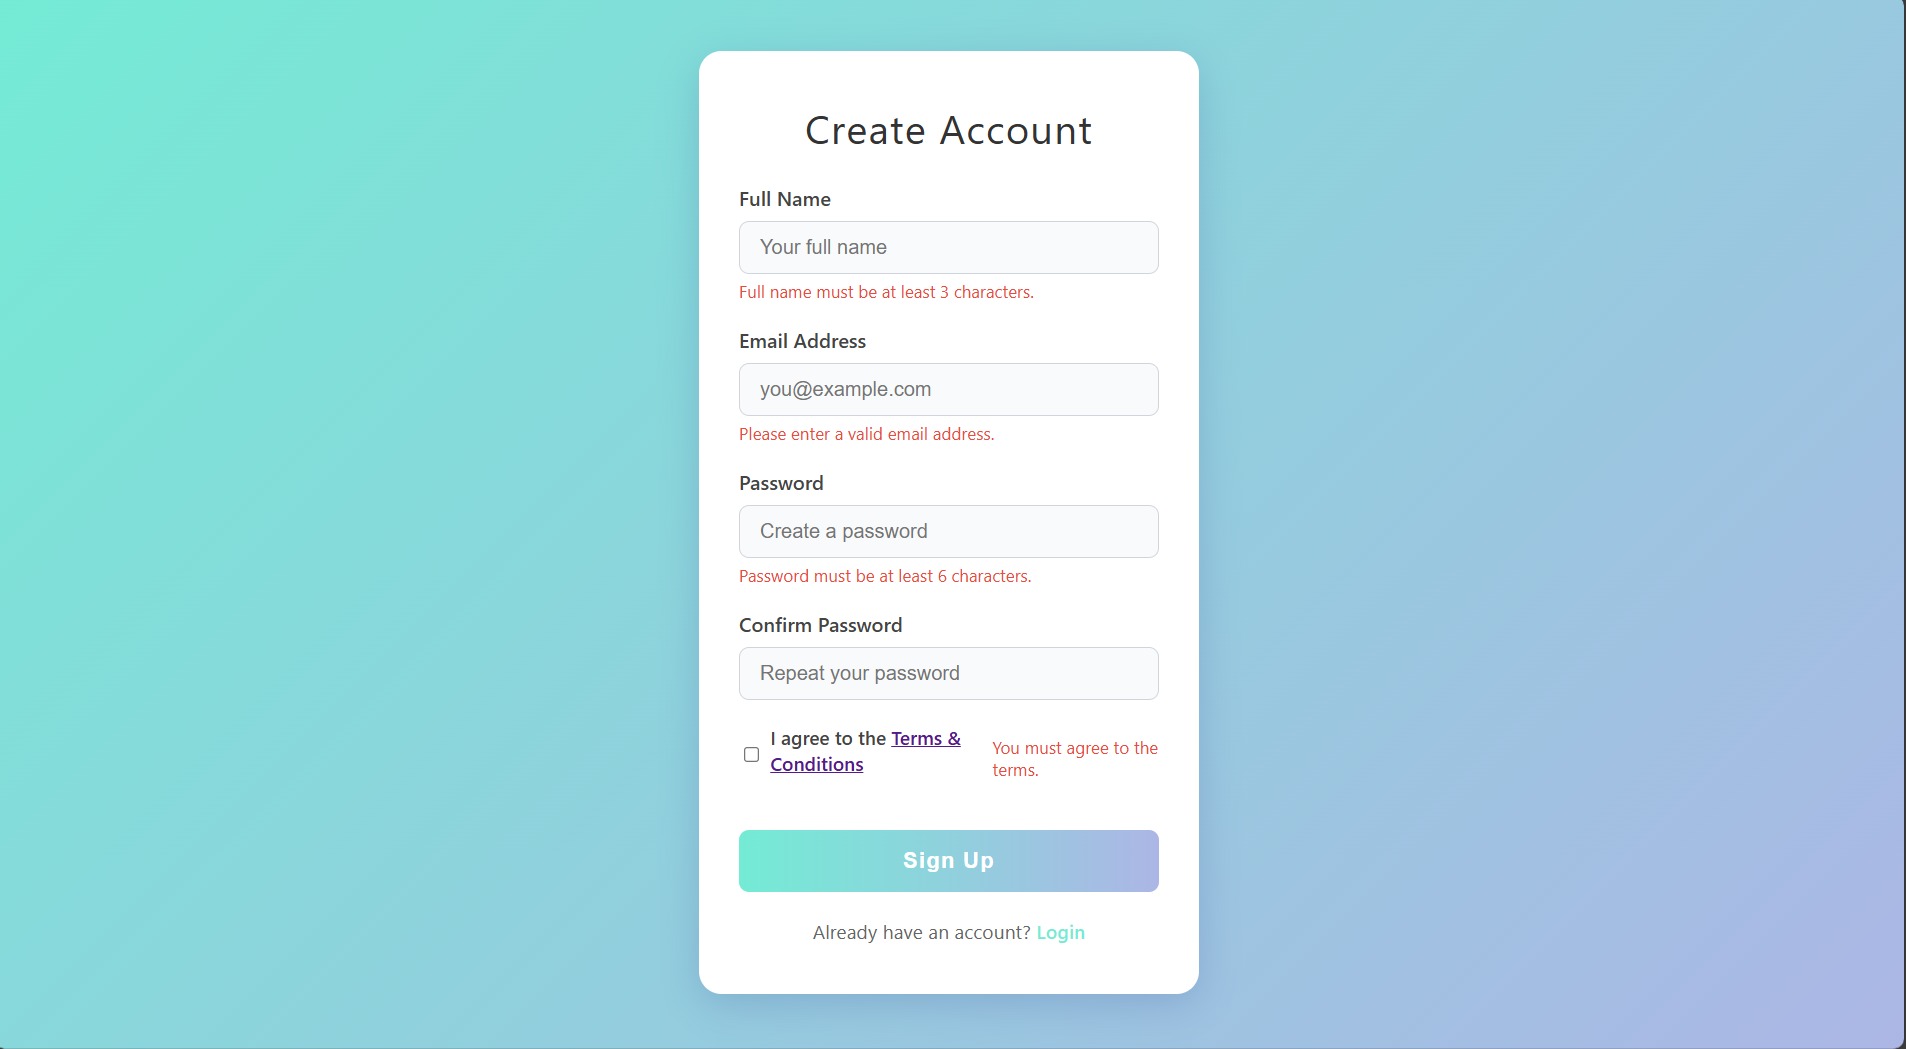 Create Account
Full Name
Your full name
Full name must be at least 3 characters.
Email Address
you@example.com
Please enter a valid email address.
Password
Create a password
Password must be at least 6 characters.
Confirm Password
Repeat your password
I agree to the Terms &
Conditions
You must agree to the
terms.
Sign Up
Already have an account? Login